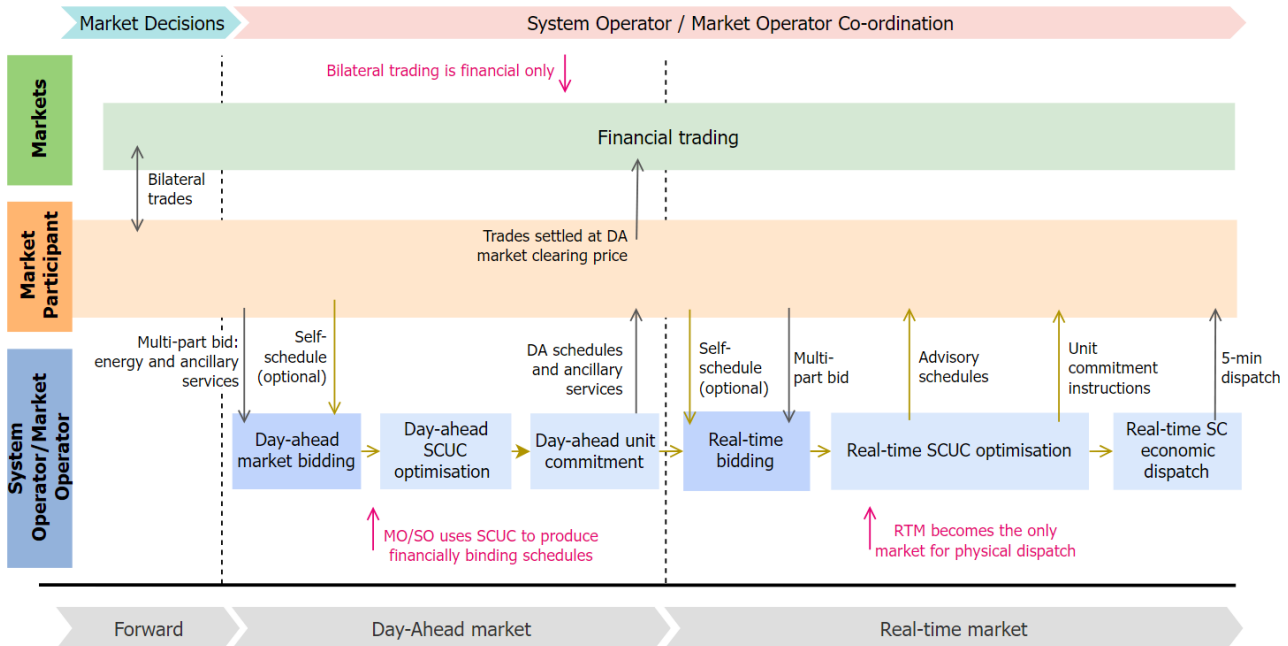 Market Decisions
System Operator / Market Operator Co-ordination
Bilateral trading is financial only
Markets
Financial trading
Bilateral
trades
Market
Participant
Trades settled at DA
market clearing price
Multi-part bid:
energy and ancillary
services
Self-
schedule
(optional)
DA schedules
and ancillary
services
Self-
schedule
(optional)
Multi-
part bid
Advisory
schedules
Unit
commitment
instructions
5-min
dispatch
System
Operator/Market
Operator
Day-ahead
market bidding
Day-ahead
SCUC
optimisation
Day-ahead unit
commitment
Real-time
bidding
Real-time SCUC optimisation
Real-time SC
economic
dispatch
MO/SO uses SCUC to produce
financially binding schedules
RTM becomes the only
market for physical dispatch
Forward
Day-Ahead market
Real-time market